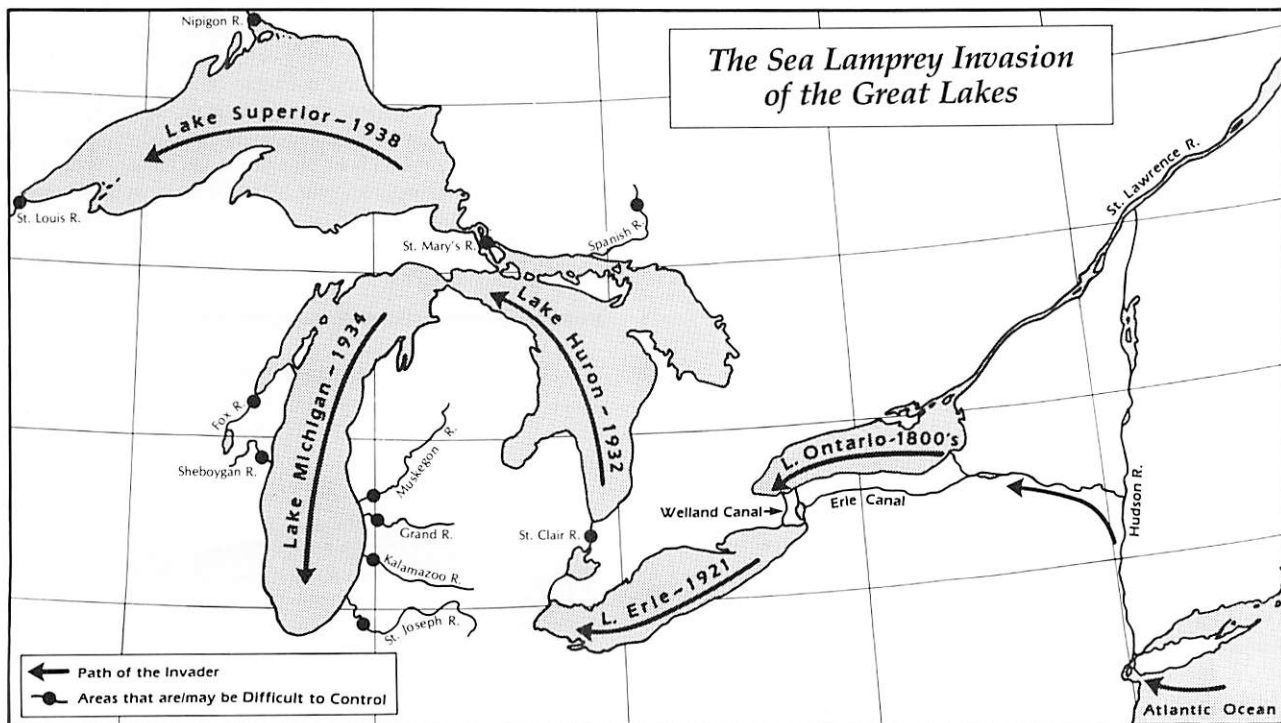 The Sea Lamprey Invasion
of the Great Lakes
Nipigon R.
Lake Superior~1938
St. Louis R.
St. Mary's R.
Spanish R.
St. Lawrence R.
Lake Michigan~1934
Lake Huron~1932
Fox R.
Sheboygan R.
Muskegon R.
Grand R.
Kalamazoo R.
St. Joseph R.
St. Clair R.
L. Ontario-1800's
Welland Canal
Erie Canal
Hudson R.
L. Erie~1921
Path of the Invader
Areas that are/may be Difficult to Control
Atlantic Ocean